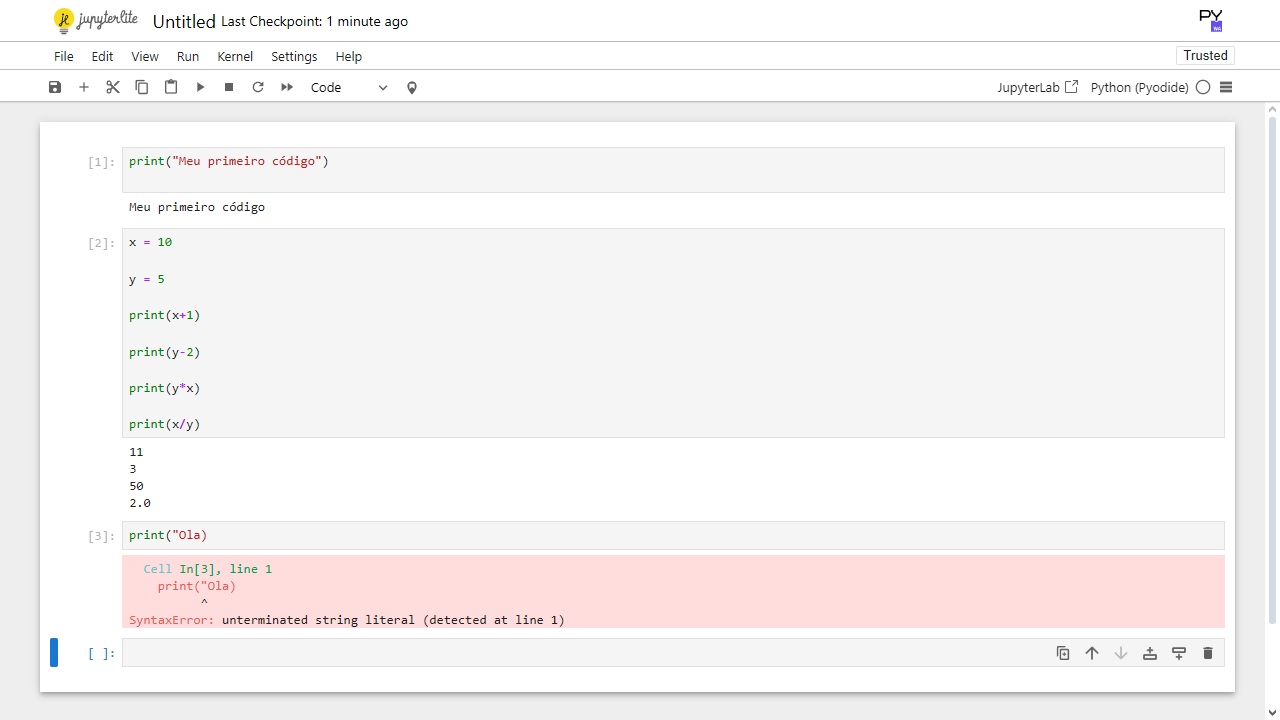 jupyterlite Untitled Last Checkpoint: 1 minute ago PY
File Edit View Run Kernel Settings Help Trusted
Code JupyterLab Python (Pyodide)
[1]: print("Meu primeiro código")
Meu primeiro código
[2]: x = 10
y = 5
print(x+1)
print(y-2)
print(y*x)
print(x/y)
11
3
50
2.0
[3]: print("Ola)
Cell In[3], line 1
print("Ola)
^
SyntaxError: unterminated string literal (detected at line 1)
[ ]: